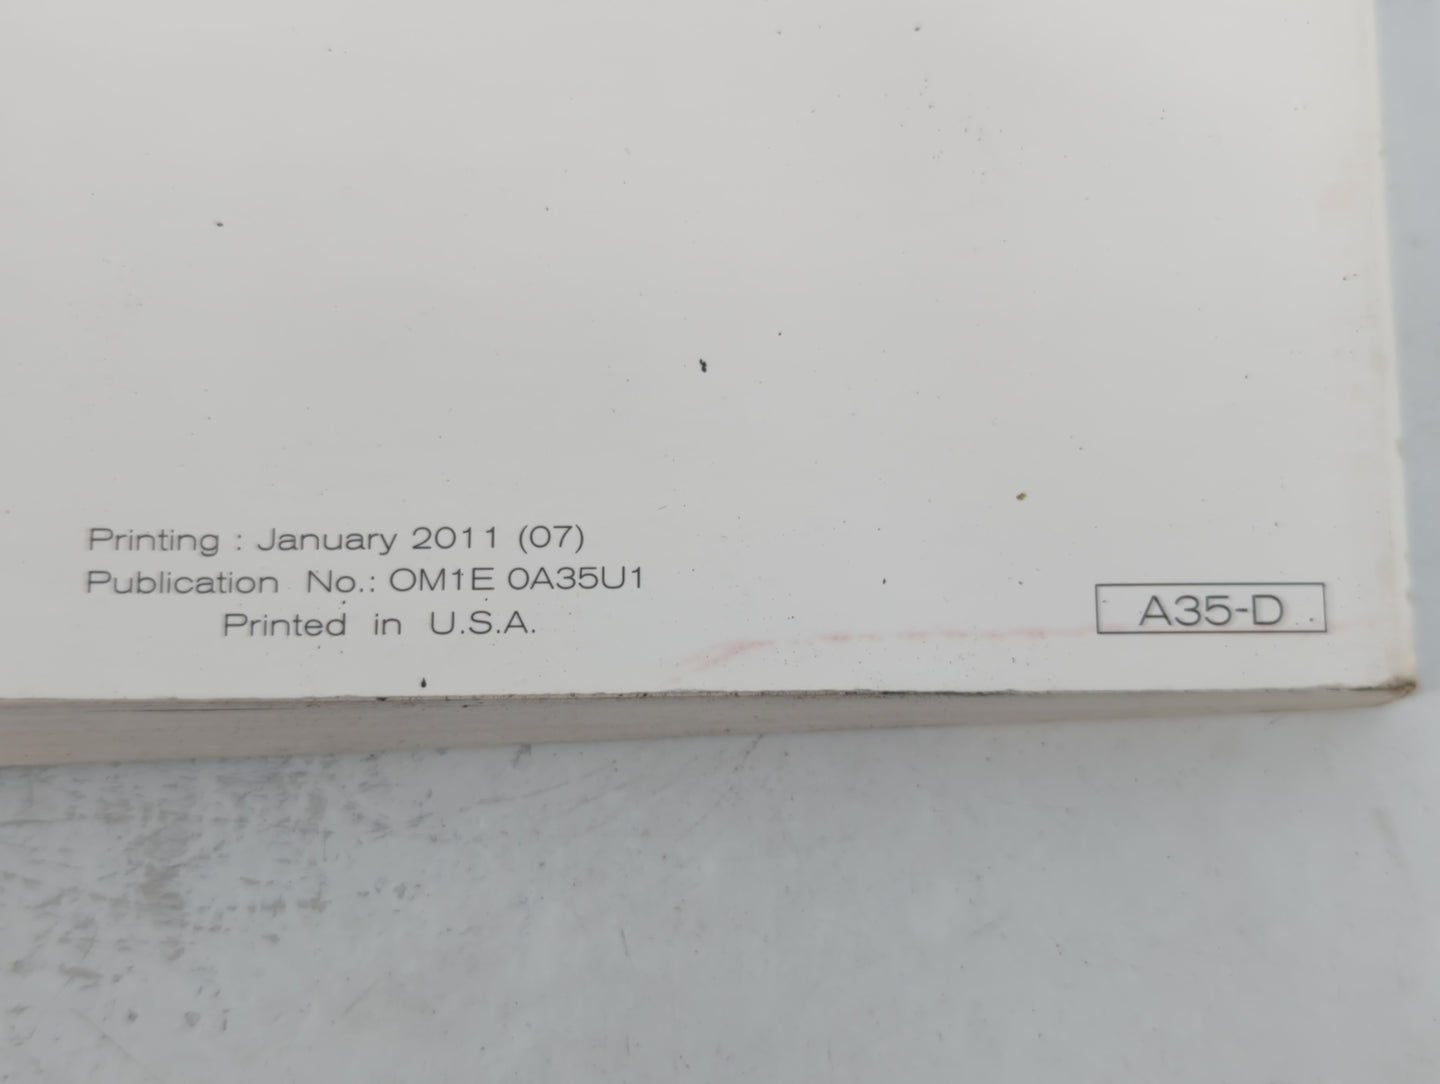 Printing : January 2011 (07)
Publication No.: OM1E 0A35U1
Printed in U.S.A.
A35-D